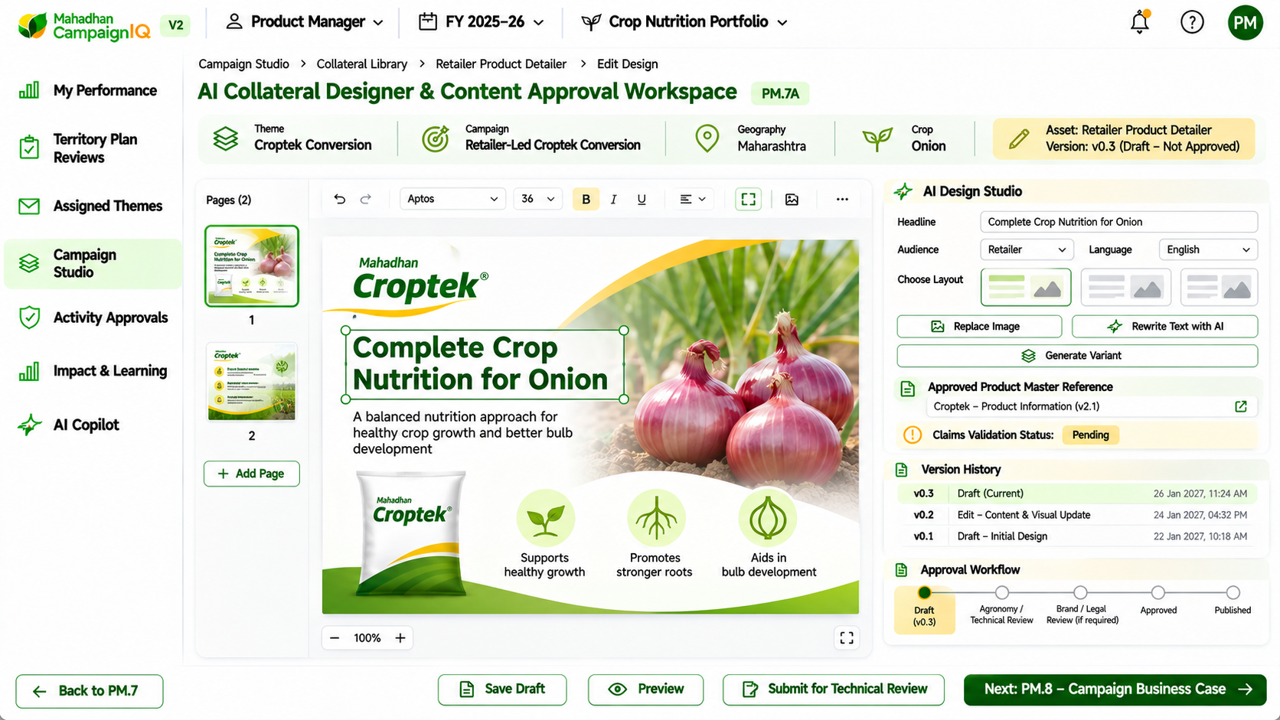 Mahadhan
CampaignIQ
V2
Product Manager
FY 2025-26
Crop Nutrition Portfolio
PM
My Performance
Territory Plan
Reviews
Assigned Themes
Campaign
Studio
Activity Approvals
Impact & Learning
AI Copilot
Campaign Studio > Collateral Library > Retailer Product Detailer > Edit Design
AI Collateral Designer & Content Approval Workspace
PM.7A
Theme
Croptek Conversion
Campaign
Retailer-Led Croptek Conversion
Geography
Maharashtra
Crop
Onion
Asset: Retailer Product Detailer
Version: v0.3 (Draft – Not Approved)
Pages (2)
Croptek
Complete Crop
Nutrition for Onion
1
Croptek
2
+ Add Page
Aptos
36
B
I
U
...
Mahadhan
Croptek®
Complete Crop
Nutrition for Onion
A balanced nutrition approach for
healthy crop growth and better bulb
development
Mahadhan
Croptek®
Supports
healthy growth
Promotes
stronger roots
Aids in
bulb development
− 100% +
AI Design Studio
Headline
Complete Crop Nutrition for Onion
Audience
Retailer
Language
English
Choose Layout
Replace Image
Rewrite Text with AI
Generate Variant
Approved Product Master Reference
Croptek – Product Information (v2.1)
Claims Validation Status:
Pending
Version History
v0.3 Draft (Current) 26 Jan 2027, 11:24 AM
v0.2 Edit – Content & Visual Update 24 Jan 2027, 04:32 PM
v0.1 Draft – Initial Design 22 Jan 2027, 10:18 AM
Approval Workflow
Draft
(v0.3)
Agronomy /
Technical Review
Brand / Legal
Review (if required)
Approved
Published
← Back to PM.7
Save Draft
Preview
Submit for Technical Review
Next: PM.8 – Campaign Business Case →